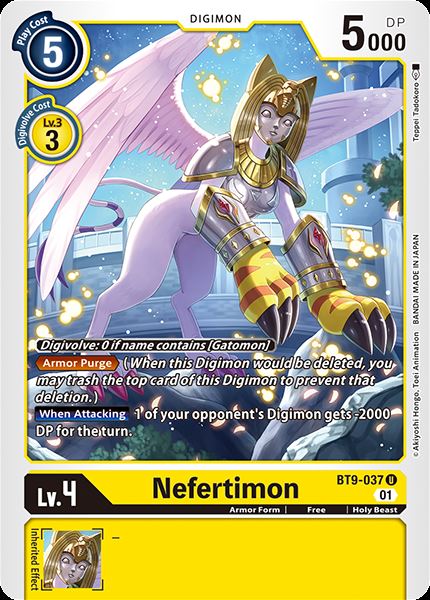 DIGIMON
Play Cost
5
DP
5000
Digivolve Cost
Lv.3
3
Teppei Tadokoro
©Akiyoshi Hongo, Toei Animation BANDAI MADE IN JAPAN
Digivolve: 0 if name contains [Gatomon]
Armor Purge (When this Digimon would be deleted, you
may trash the top card of this Digimon to prevent that
deletion.)
When Attacking 1 of your opponent's Digimon gets -2000
DP for the turn.
Lv.4
Nefertimon
BT9-037 U
01
Armor Form | Free | Holy Beast
Inherited Effect
–